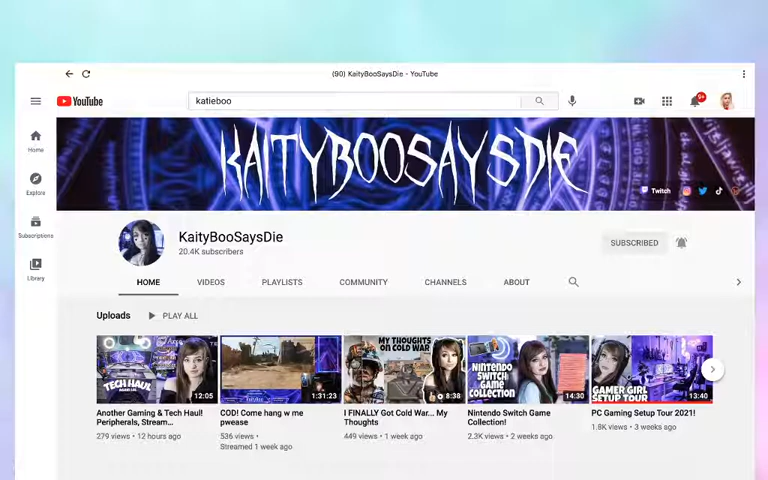 (90) KaityBooSaysDie - YouTube
YouTube
katieboo
9+
Home
Explore
Subscriptions
Library
KAITYBOOSAYSDIE
Twitch
KaityBooSaysDie
20.4K subscribers
SUBSCRIBED
HOME VIDEOS PLAYLISTS COMMUNITY CHANNELS ABOUT
Uploads PLAY ALL
TECH HAUL
12:05
1:31:23
MY THOUGHTS
ON COLD WAR
8:38
NINTENDO
SWITCH
GAME
COLLECTION
14:30
GAMER GIRL
SETUP TOUR
13:40
Another Gaming & Tech Haul!
Peripherals, Stream...
279 views • 12 hours ago
COD! Come hang w me
pwease
536 views •
Streamed 1 week ago
I FINALLY Got Cold War... My
Thoughts
449 views • 1 week ago
Nintendo Switch Game
Collection!
2.3K views • 2 weeks ago
PC Gaming Setup Tour 2021!
1.8K views • 3 weeks ago